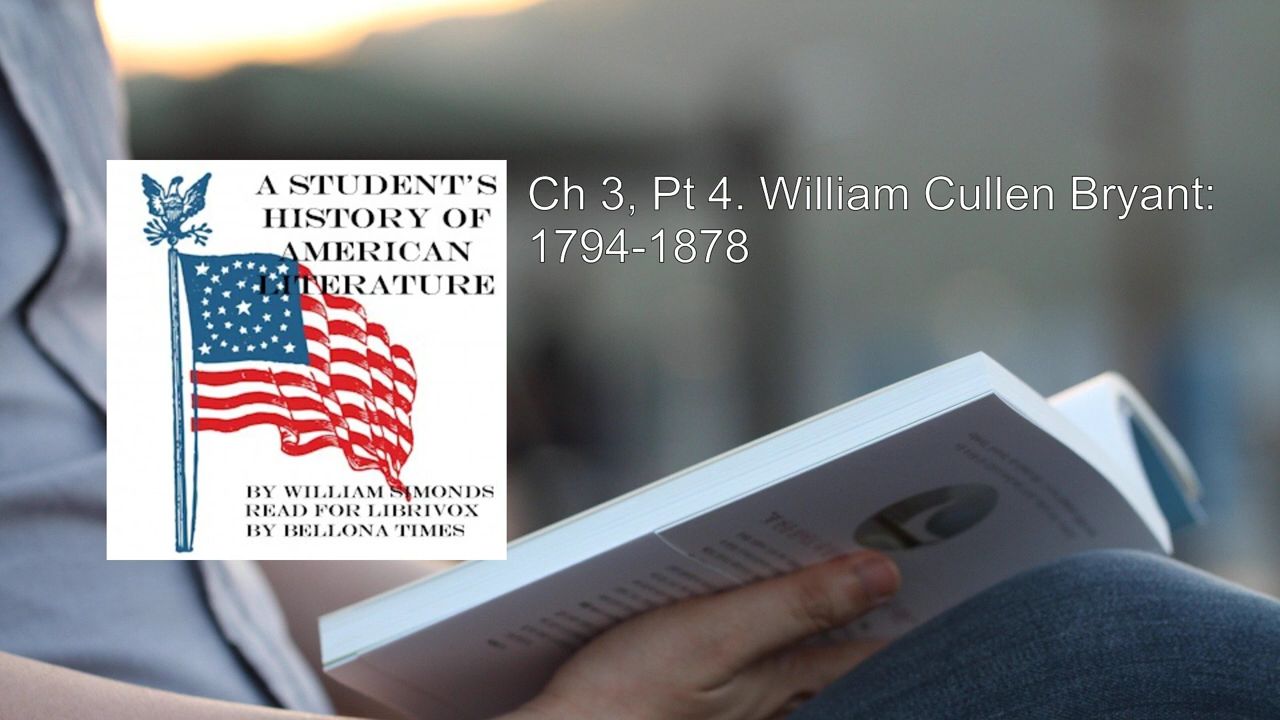 A STUDENT'S
HISTORY OF
AMERICAN
LITERATURE
BY WILLIAM SIMONDS
READ FOR LIBRIVOX
BY BELLONA TIMES
Ch 3, Pt 4. William Cullen Bryant:
1794-1878